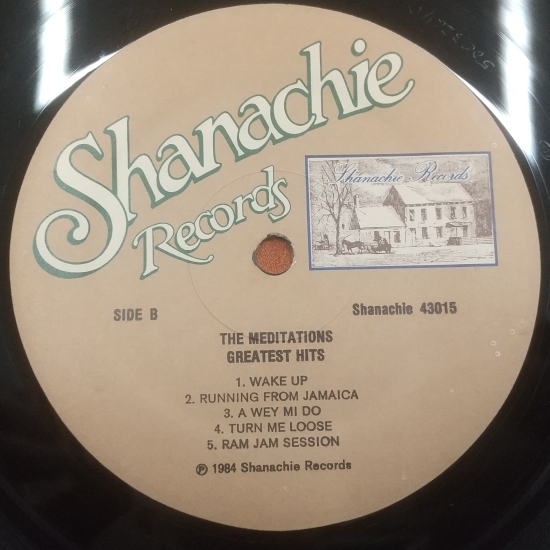 Shanachie
Records
Shanachie Records
SIDE B
Shanachie 43015
THE MEDITATIONS
GREATEST HITS
1. WAKE UP
2. RUNNING FROM JAMAICA
3. A WEY MI DO
4. TURN ME LOOSE
5. RAM JAM SESSION
℗ 1984 Shanachie Records